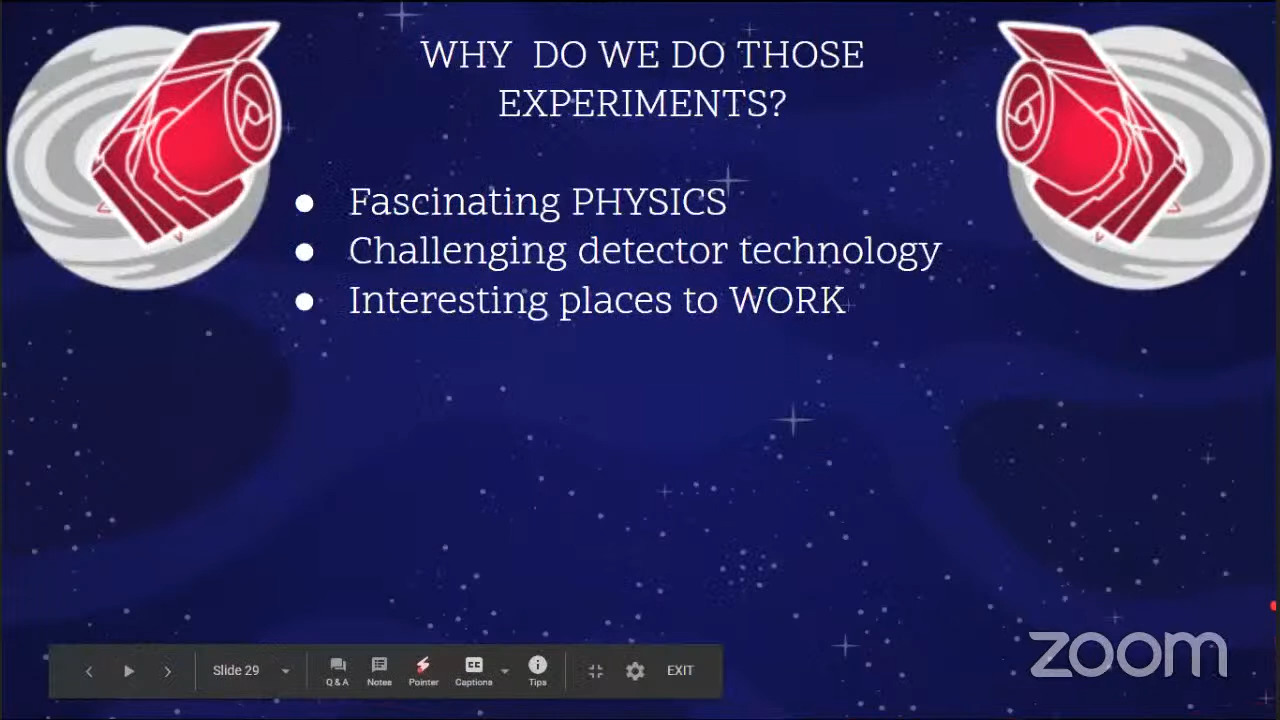 WHY DO WE DO THOSE
EXPERIMENTS?
● Fascinating PHYSICS
● Challenging detector technology
● Interesting places to WORK
Slide 29
Q & A
Notes
Pointer
CC
Captions
Tips
EXIT
zoom